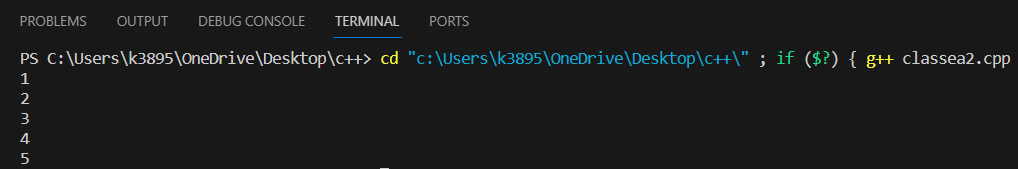 PROBLEMS OUTPUT DEBUG CONSOLE TERMINAL PORTS
PS C:\Users\k3895\OneDrive\Desktop\c++> cd "c:\Users\k3895\OneDrive\Desktop\c++\" ; if ($?) { g++ classea2.cpp
1
2
3
4
5